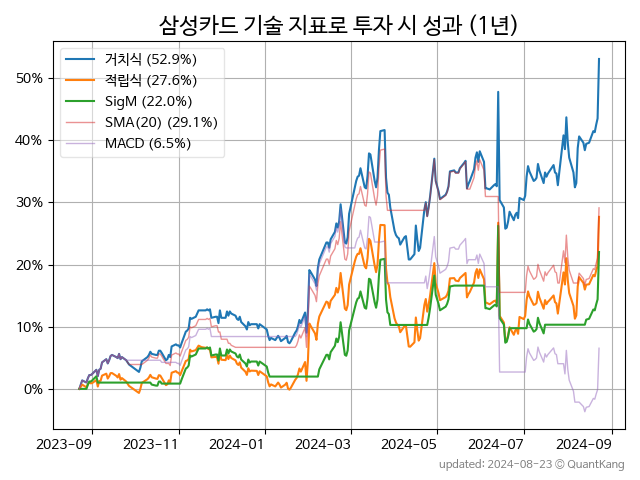 삼성카드 기술 지표로 투자 시 성과 (1년)
거치식 (52.9%)
적립식 (27.6%)
SigM (22.0%)
SMA(20) (29.1%)
MACD (6.5%)
50%
40%
30%
20%
10%
0%
2023-09 2023-11 2024-01 2024-03 2024-05 2024-07 2024-09
updated: 2024-08-23 © QuantKang